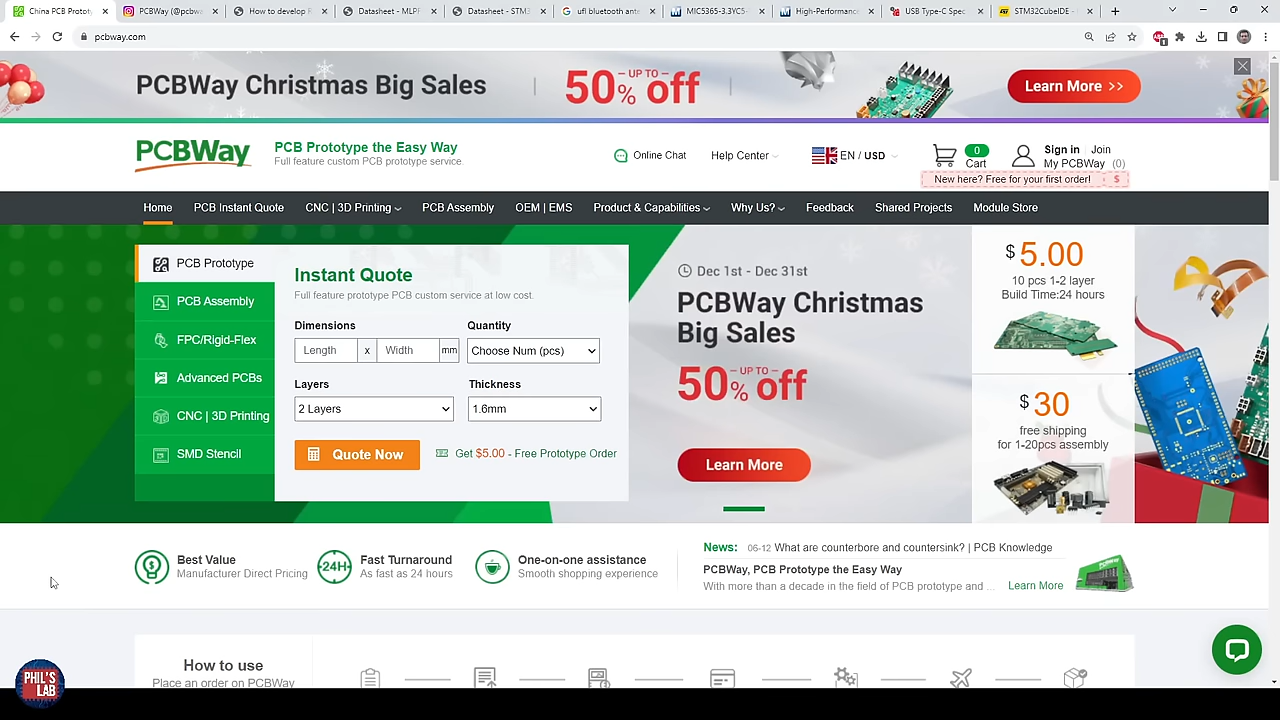 China PCB Prototy
PCBWay (@pcbw
How to develop R
Datasheet - MLPF
Datasheet - STM3
ufl bluetooth ante
MIC5365-3.3YC5-
High-Performanc
USB Type-C Spec
STM32CubeIDE -
pcbway.com
PCBWay Christmas Big Sales
UP TO
50% off
Learn More >>
PCBWay
PCB Prototype the Easy Way
Full feature custom PCB prototype service.
Online Chat
Help Center
EN / USD
0
Cart
Sign in
Join
My PCBWay (0)
New here? Free for your first order! $
Home
PCB Instant Quote
CNC | 3D Printing
PCB Assembly
OEM | EMS
Product & Capabilities
Why Us?
Feedback
Shared Projects
Module Store
PCB Prototype
PCB Assembly
FPC/Rigid-Flex
Advanced PCBs
CNC | 3D Printing
SMD Stencil
Instant Quote
Full feature prototype PCB custom service at low cost.
Dimensions
Quantity
Length x Width mm
Choose Num (pcs)
Layers
Thickness
2 Layers
1.6mm
Quote Now
Get $5.00 - Free Prototype Order
Dec 1st - Dec 31st
PCBWay Christmas
Big Sales
UP TO
50% off
Learn More
$ 5.00
10 pcs 1-2 layer
Build Time:24 hours
$ 30
free shipping
for 1-20pcs assembly
Best Value
Manufacturer Direct Pricing
24H
Fast Turnaround
As fast as 24 hours
One-on-one assistance
Smooth shopping experience
News: 06-12 What are counterbore and countersink? | PCB Knowledge
PCBWay, PCB Prototype the Easy Way
With more than a decade in the field of PCB prototype and ...
Learn More
PCBWay
How to use
Place an order on PCBWay
PHIL'S
LAB